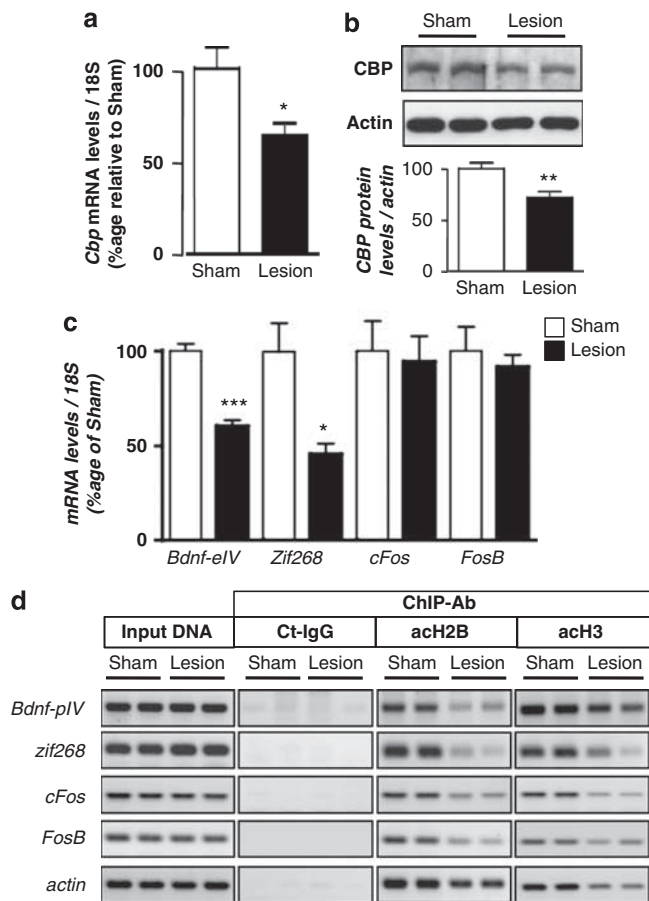 a
Cbp mRNA levels / 18S
(%age relative to Sham)
100
50
0
*
Sham Lesion
b
Sham Lesion
CBP
Actin
CBP protein
levels / actin
100
50
0
**
Sham Lesion
c
Sham
Lesion
mRNA levels / 18S
(%age of Sham)
100
50
0
***
*
Bdnf-eIV Zif268 cFos FosB
d
ChIP-Ab
Input DNA Ct-IgG acH2B acH3
Sham Lesion Sham Lesion Sham Lesion Sham Lesion
Bdnf-pIV
zif268
cFos
FosB
actin